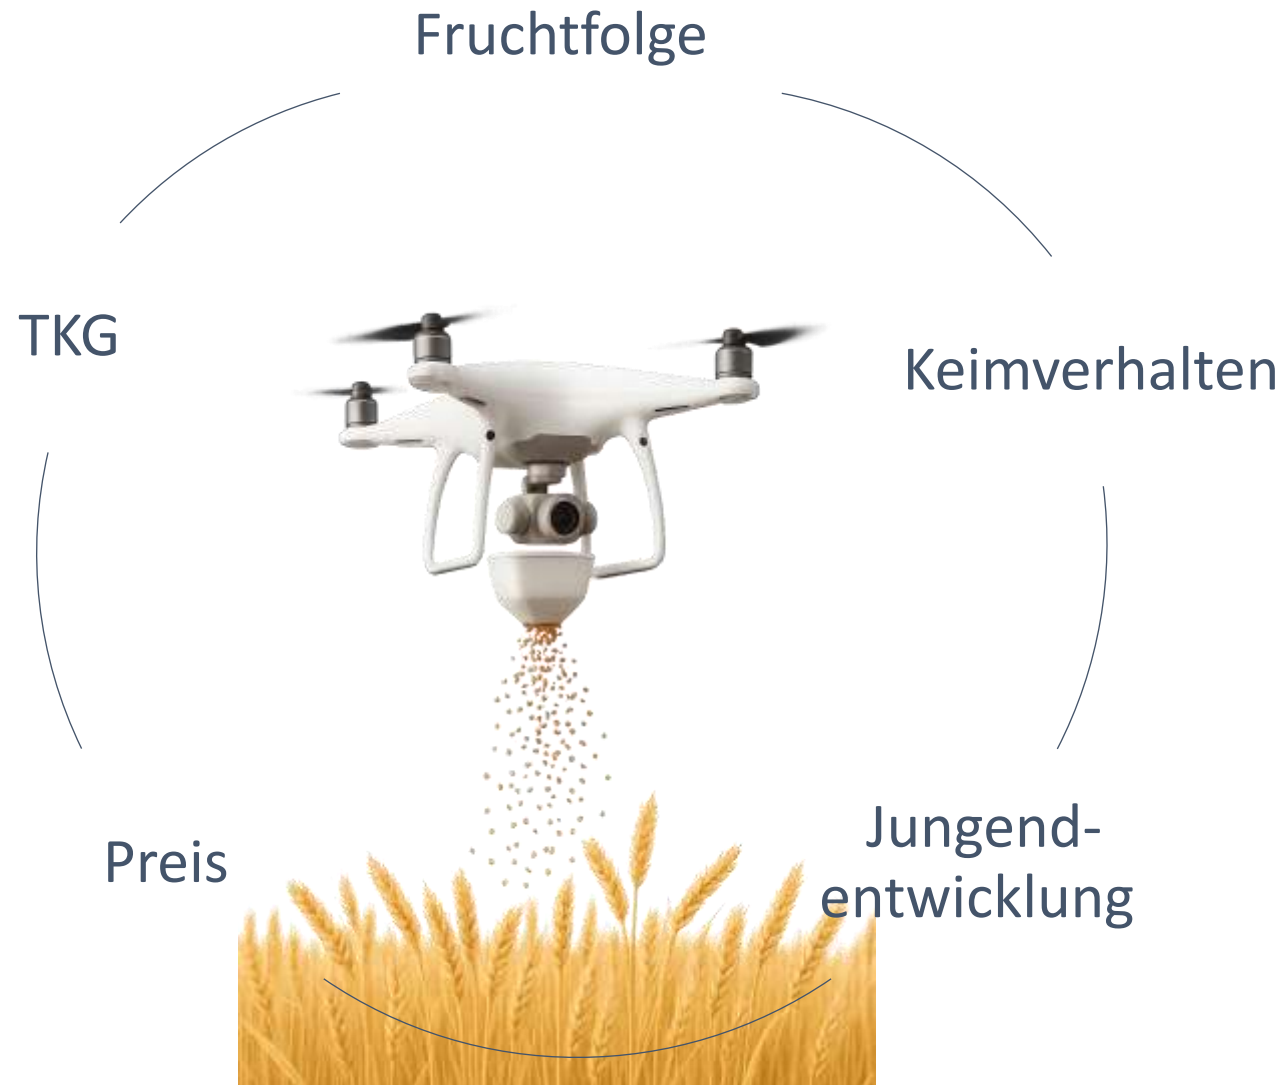 Fruchtfolge
TKG
Keimverhalten
Jungend-
entwicklung
Preis